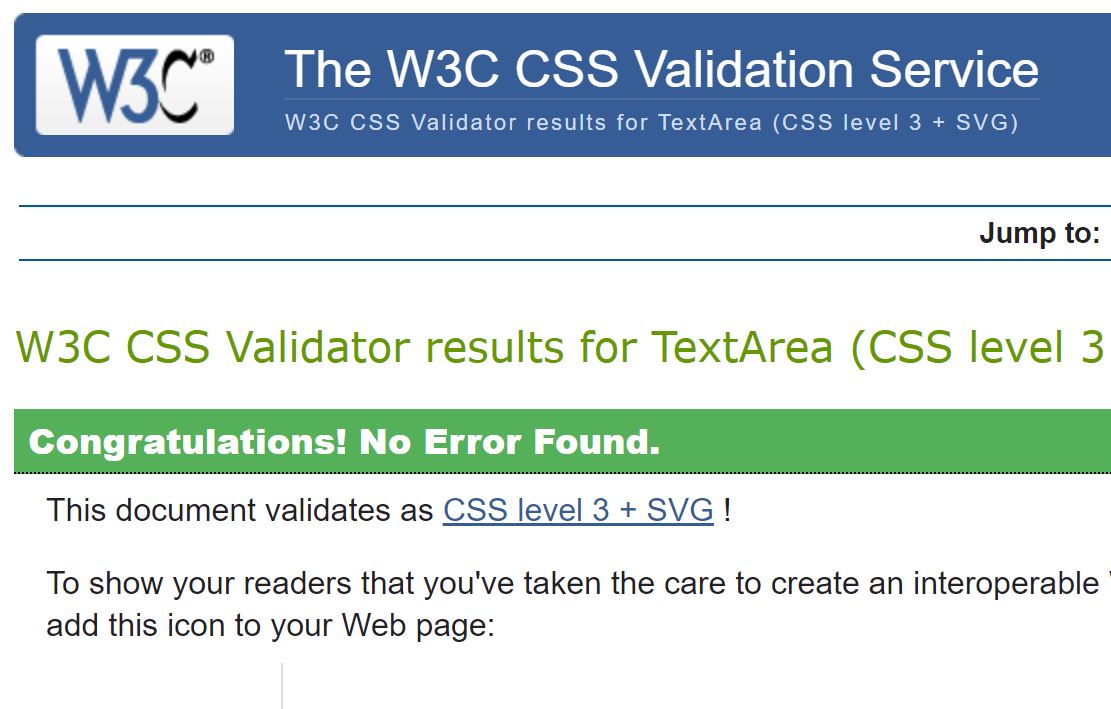 W3C®
The W3C CSS Validation Service
W3C CSS Validator results for TextArea (CSS level 3 + SVG)
Jump to:
W3C CSS Validator results for TextArea (CSS level 3
Congratulations! No Error Found.
This document validates as CSS level 3 + SVG !
To show your readers that you've taken the care to create an interoperable
add this icon to your Web page: